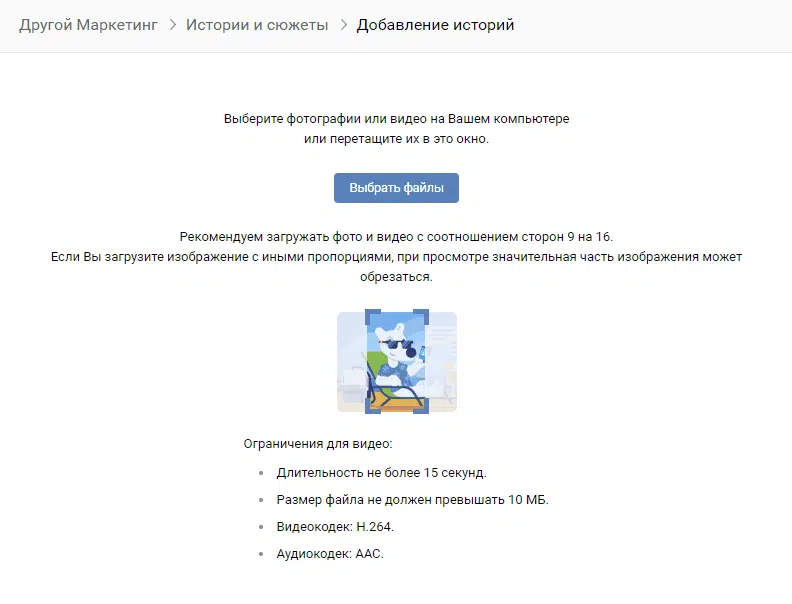 Другой Маркетинг > Истории и сюжеты > Добавление историй
Выберите фотографии или видео на Вашем компьютере
или перетащите их в это окно.
Выбрать файлы
Рекомендуем загружать фото и видео с соотношением сторон 9 на 16.
Если Вы загрузите изображение с иными пропорциями, при просмотре значительная часть изображения может
обрезаться.
Ограничения для видео:
• Длительность не более 15 секунд.
• Размер файла не должен превышать 10 МБ.
• Видеокодек: H.264.
• Аудиокодек: AAC.